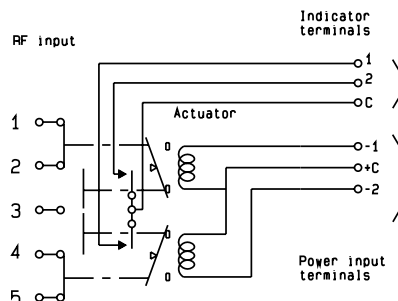 Indicator
terminals
RF input
1
2
C
Actuator
1
2
3
4
5
-1
+C
-2
Power input
terminals